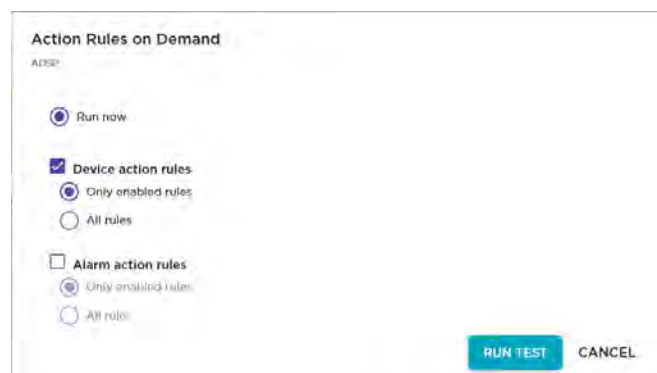 Action Rules on Demand
ADSP
Run now
Device action rules
Only enabled rules
All rules
Alarm action rules
Only enabled rules
All rules
RUN TEST CANCEL